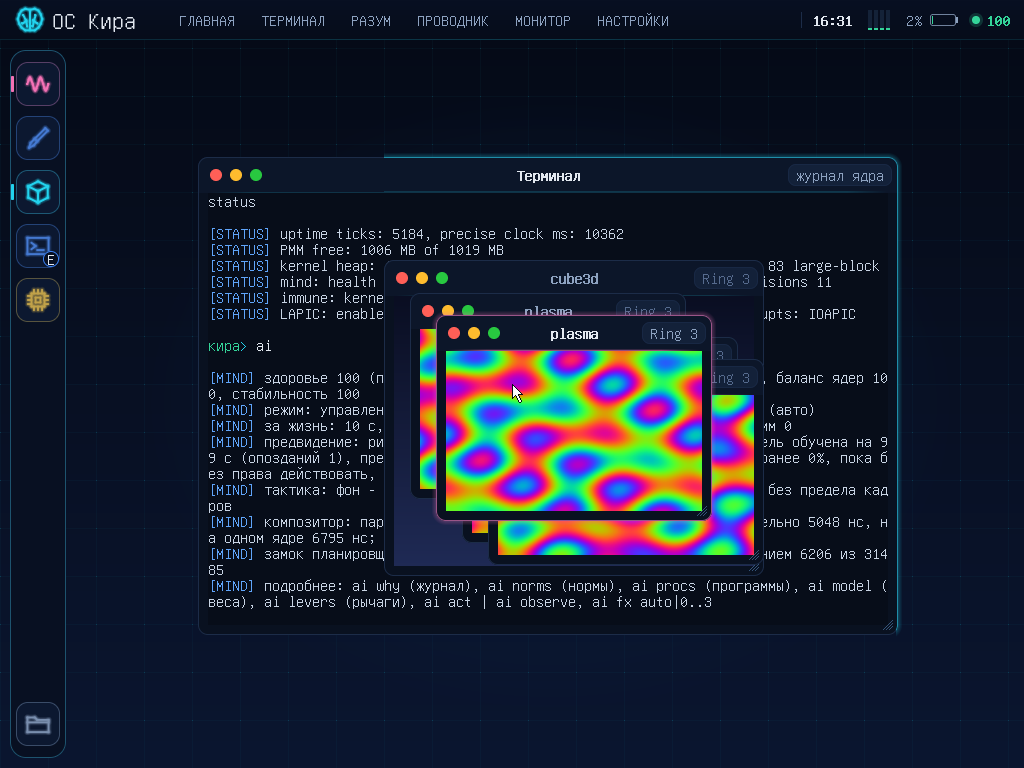 ОС Кира
ГЛАВНАЯ ТЕРМИНАЛ РАЗУМ ПРОВОДНИК МОНИТОР НАСТРОЙКИ
16:31 2% 100
E
Терминал
журнал ядра
status
[STATUS] uptime ticks: 5184, precise clock ms: 10362
[STATUS] PMM free: 1006 MB of 1019 MB
[STATUS] kernel heap: 83 large-block
[STATUS] mind: health isions 11
[STATUS] immune: kerne
[STATUS] LAPIC: enable upts: IOAPIC
кира> ai
[MIND] здоровье 100 (п , баланс ядер 10
0, стабильность 100
[MIND] режим: управлен (авто)
[MIND] за жизнь: 10 с, им 0
[MIND] предвидение: ри ель обучена на 9
9 с (опозданий 1), пре ранее 0%, пока б
ез права действовать,
[MIND] тактика: фон - без предела кад
ров
[MIND] композитор: пар ельно 5048 нс, н
а одном ядре 6795 нс;
[MIND] замок планировщ нием 6206 из 314
85
[MIND] подробнее: ai why (журнал), ai norms (нормы), ai procs (программы), ai model (
веса), ai levers (рычаги), ai act | ai observe, ai fx auto|0..3
cube3d
Ring 3
plasma
Ring 3
plasma
Ring 3
3
ing 3